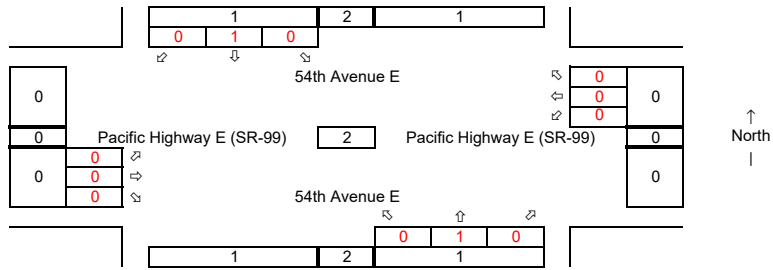 1 2 1
0 1 0
⬃ ⇩ ⬂
54th Avenue E
⬁ 0
0 ⇦ 0 0
⬃ 0
↑
0 Pacific Highway E (SR-99) 2 Pacific Highway E (SR-99) 0 North
|
0 ⬀
0 0 ⇨ 0
0 ⬂
54th Avenue E
⬁ ⇧ ⬀
0 1 0
1 2 1